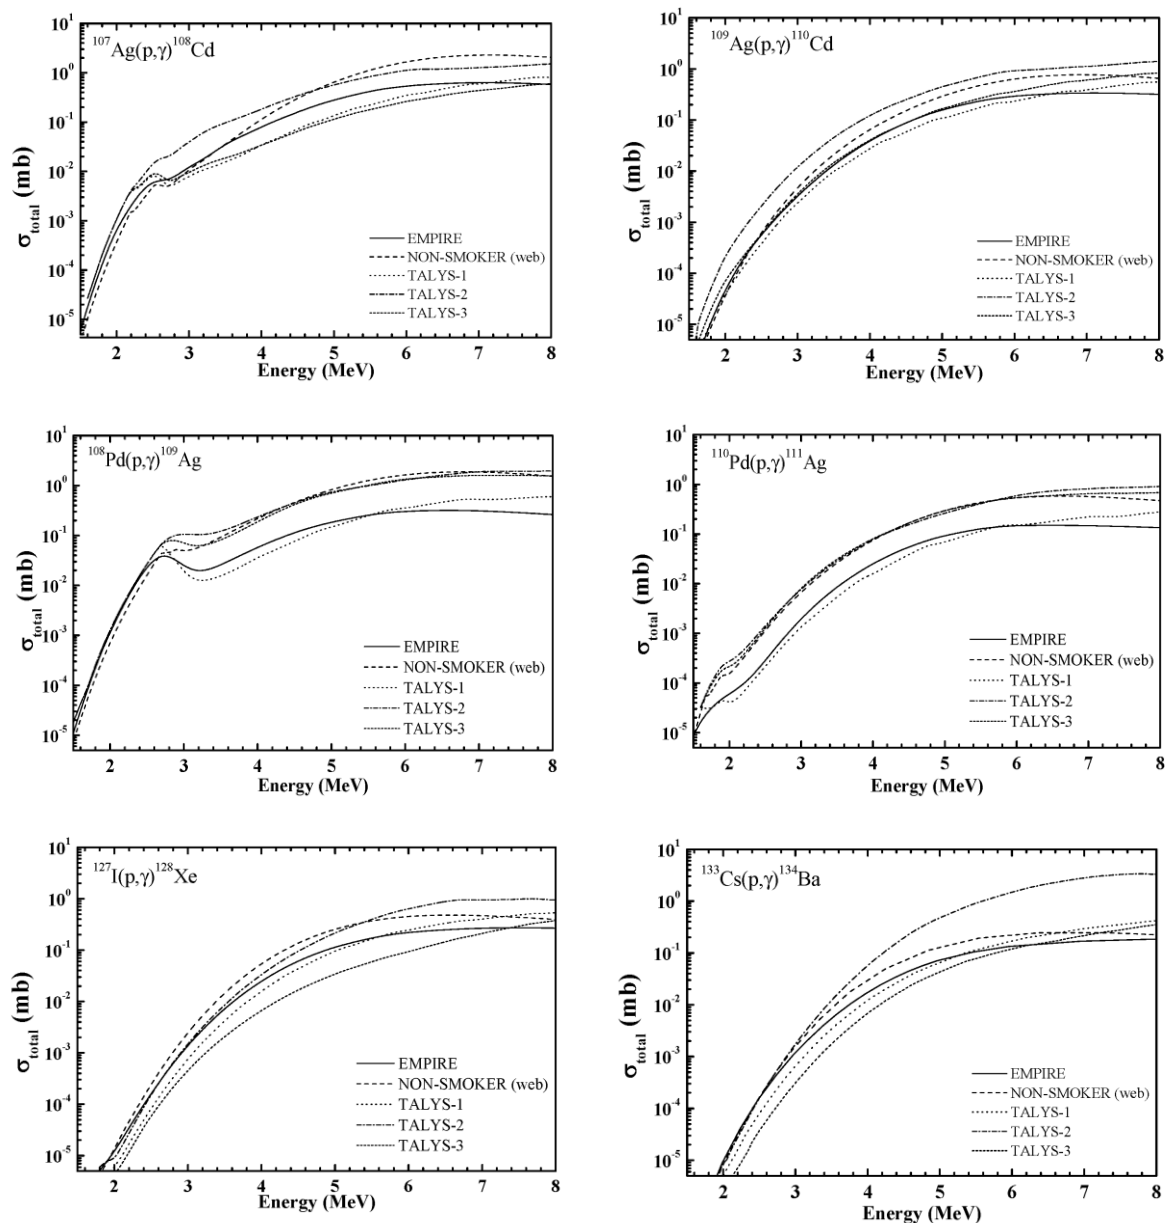 ¹⁰⁷Ag(p,γ)¹⁰⁸Cd
10¹
10⁰
10⁻¹
10⁻²
10⁻³
10⁻⁴
10⁻⁵
σtotal (mb)
EMPIRE
NON-SMOKER (web)
TALYS-1
TALYS-2
TALYS-3
2 3 4 5 6 7 8
Energy (MeV)
¹⁰⁹Ag(p,γ)¹¹⁰Cd
10¹
10⁰
10⁻¹
10⁻²
10⁻³
10⁻⁴
10⁻⁵
σtotal (mb)
EMPIRE
NON-SMOKER (web)
TALYS-1
TALYS-2
TALYS-3
2 3 4 5 6 7 8
Energy (MeV)
¹⁰⁸Pd(p,γ)¹⁰⁹Ag
10¹
10⁰
10⁻¹
10⁻²
10⁻³
10⁻⁴
10⁻⁵
σtotal (mb)
EMPIRE
NON-SMOKER (web)
TALYS-1
TALYS-2
TALYS-3
2 3 4 5 6 7 8
Energy (MeV)
¹¹⁰Pd(p,γ)¹¹¹Ag
10¹
10⁰
10⁻¹
10⁻²
10⁻³
10⁻⁴
10⁻⁵
σtotal (mb)
EMPIRE
NON-SMOKER (web)
TALYS-1
TALYS-2
TALYS-3
2 3 4 5 6 7 8
Energy (MeV)
¹²⁷I(p,γ)¹²⁸Xe
10¹
10⁰
10⁻¹
10⁻²
10⁻³
10⁻⁴
10⁻⁵
σtotal (mb)
EMPIRE
NON-SMOKER (web)
TALYS-1
TALYS-2
TALYS-3
2 3 4 5 6 7 8
Energy (MeV)
¹³³Cs(p,γ)¹³⁴Ba
10¹
10⁰
10⁻¹
10⁻²
10⁻³
10⁻⁴
10⁻⁵
σtotal (mb)
EMPIRE
NON-SMOKER (web)
TALYS-1
TALYS-2
TALYS-3
2 3 4 5 6 7 8
Energy (MeV)